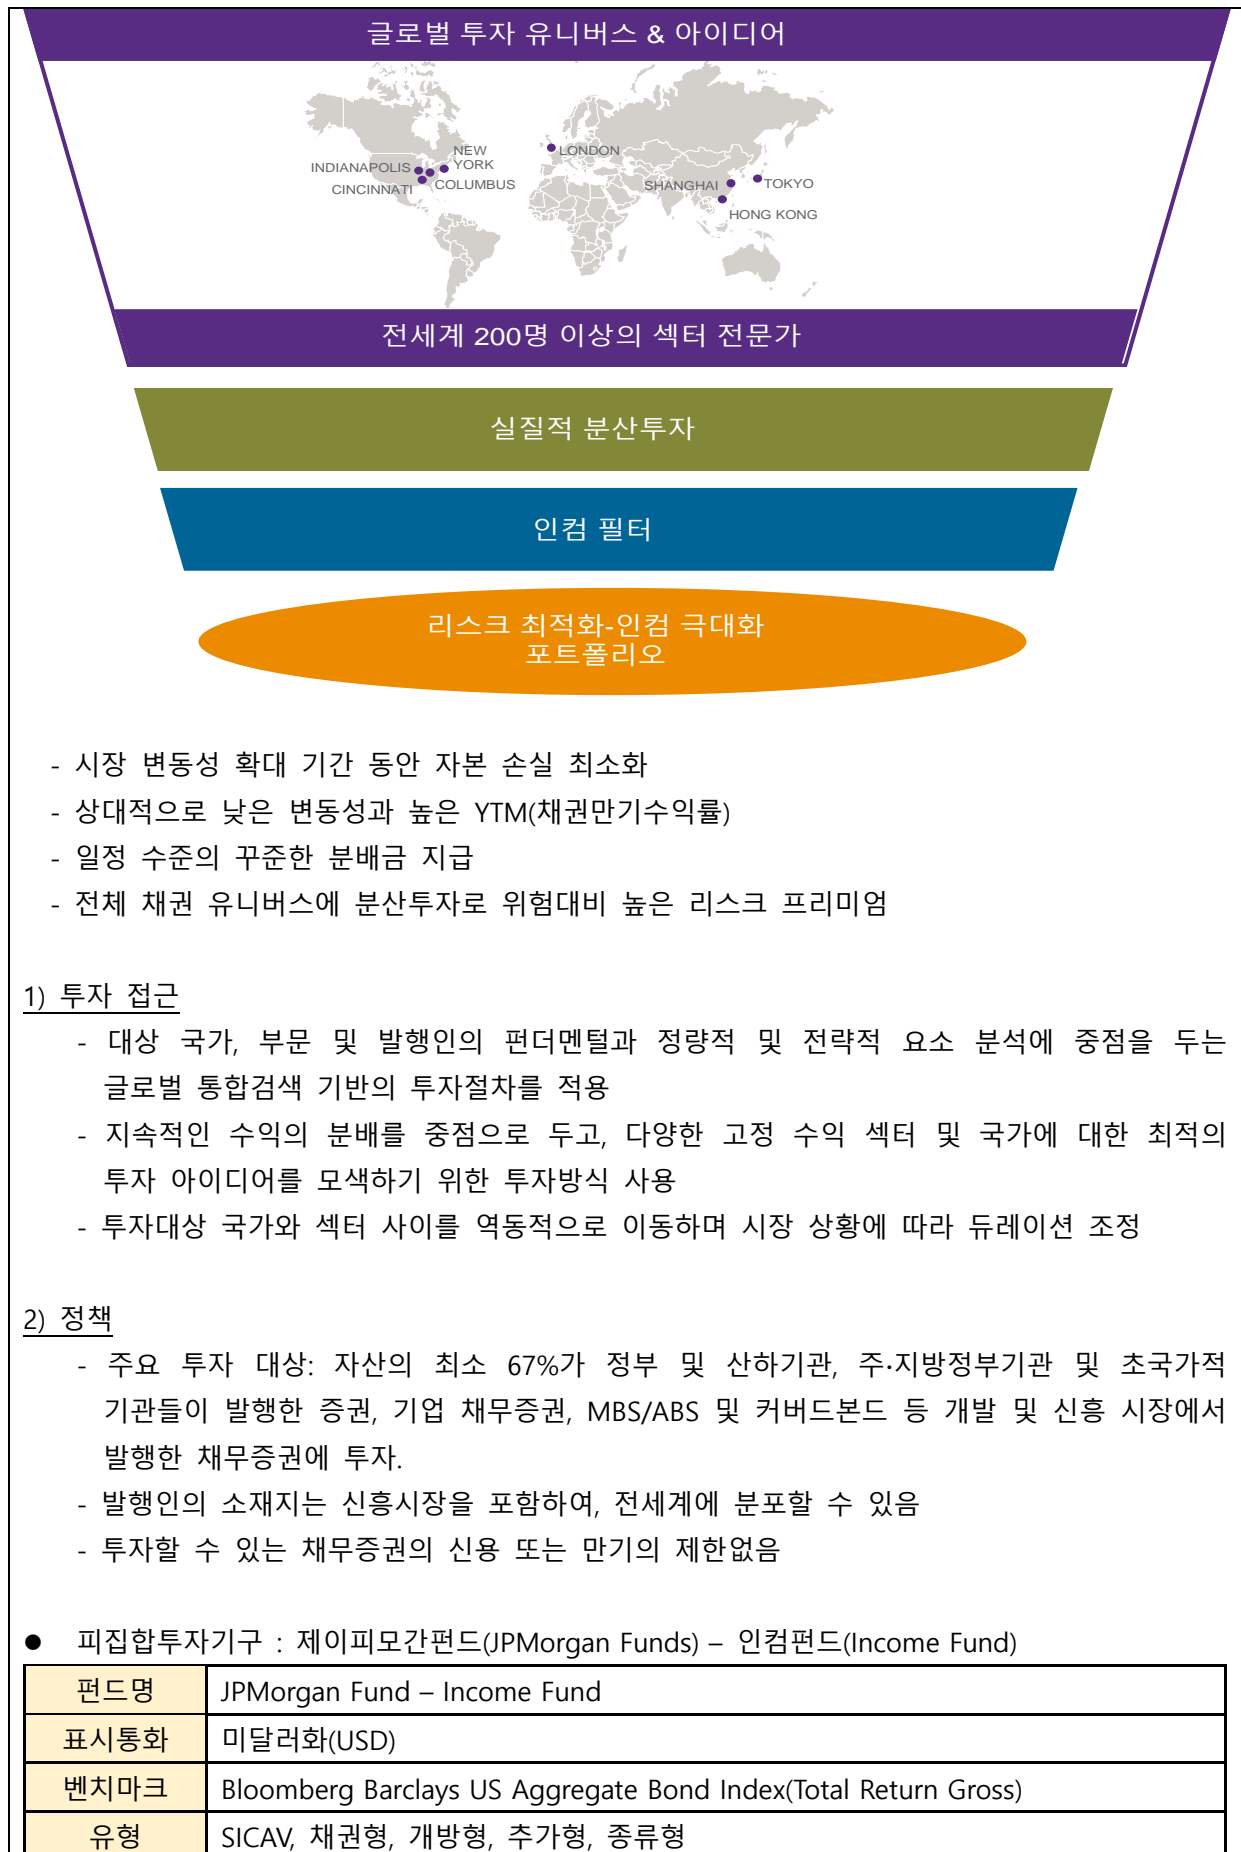 글로벌 투자 유니버스 & 아이디어
NEW
YORK
INDIANAPOLIS
CINCINNATI
COLUMBUS
LONDON
SHANGHAI
TOKYO
HONG KONG
전세계 200명 이상의 섹터 전문가
실질적 분산투자
인컴 필터
리스크 최적화-인컴 극대화
포트폴리오
- 시장 변동성 확대 기간 동안 자본 손실 최소화
- 상대적으로 낮은 변동성과 높은 YTM(채권만기수익률)
- 일정 수준의 꾸준한 분배금 지급
- 전체 채권 유니버스에 분산투자로 위험대비 높은 리스크 프리미엄
1) 투자 접근
- 대상 국가, 부문 및 발행인의 펀더멘털과 정량적 및 전략적 요소 분석에 중점을 두는
글로벌 통합검색 기반의 투자절차를 적용
- 지속적인 수익의 분배를 중점으로 두고, 다양한 고정 수익 섹터 및 국가에 대한 최적의
투자 아이디어를 모색하기 위한 투자방식 사용
- 투자대상 국가와 섹터 사이를 역동적으로 이동하며 시장 상황에 따라 듀레이션 조정
2) 정책
- 주요 투자 대상: 자산의 최소 67%가 정부 및 산하기관, 주·지방정부기관 및 초국가적
기관들이 발행한 증권, 기업 채무증권, MBS/ABS 및 커버드본드 등 개발 및 신흥 시장에서
발행한 채무증권에 투자.
- 발행인의 소재지는 신흥시장을 포함하여, 전세계에 분포할 수 있음
- 투자할 수 있는 채무증권의 신용 또는 만기의 제한없음
● 피집합투자기구 : 제이피모간펀드(JPMorgan Funds) – 인컴펀드(Income Fund)
펀드명 JPMorgan Fund – Income Fund
표시통화 미달러화(USD)
벤치마크 Bloomberg Barclays US Aggregate Bond Index(Total Return Gross)
유형 SICAV, 채권형, 개방형, 추가형, 종류형